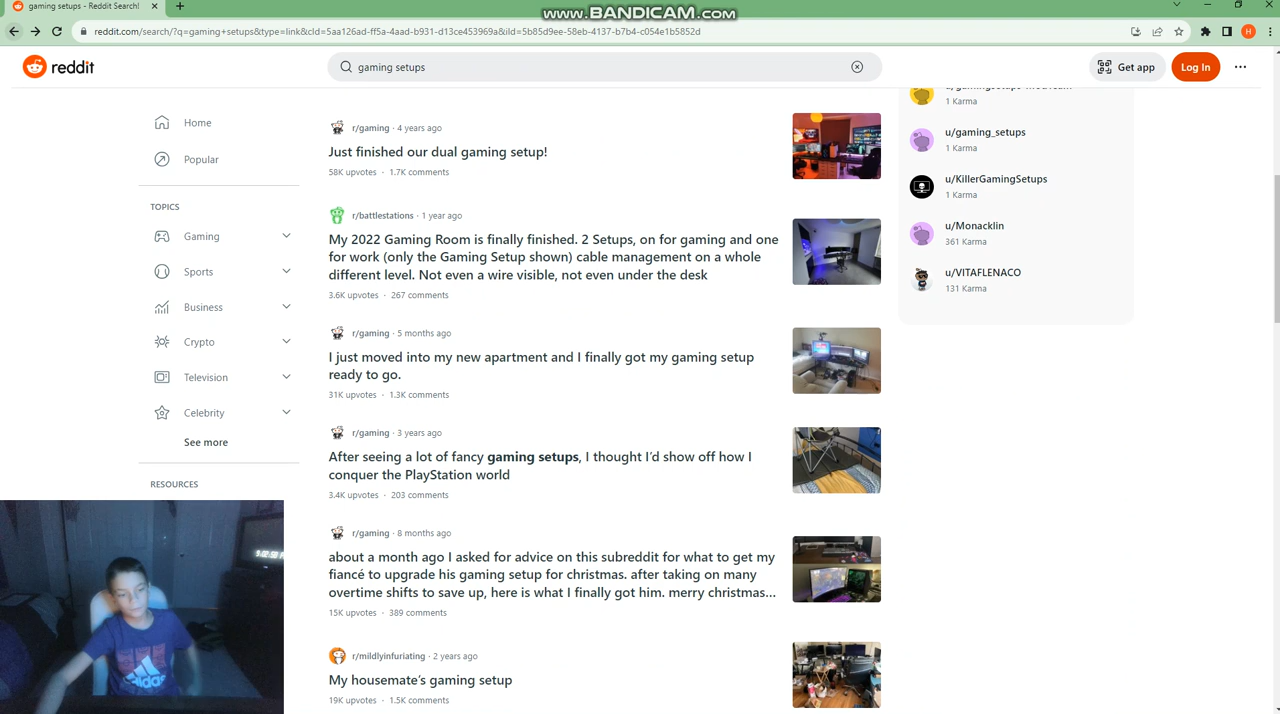 gaming setups - Reddit Search!
www.BANDICAM.com
reddit.com/search/?q=gaming+setups&type=link&cId=5aa126ad-ff5a-4aad-b931-d13ce453969a&iId=5b85d9ee-58eb-4137-b7b4-c054e1b5852d
reddit
gaming setups
Get app
Log In
Home
Popular
TOPICS
Gaming
Sports
Business
Crypto
Television
Celebrity
See more
RESOURCES
r/gaming · 4 years ago
Just finished our dual gaming setup!
58K upvotes · 1.7K comments
r/battlestations · 1 year ago
My 2022 Gaming Room is finally finished. 2 Setups, on for gaming and one
for work (only the Gaming Setup shown) cable management on a whole
different level. Not even a wire visible, not even under the desk
3.6K upvotes · 267 comments
r/gaming · 5 months ago
I just moved into my new apartment and I finally got my gaming setup
ready to go.
31K upvotes · 1.3K comments
r/gaming · 3 years ago
After seeing a lot of fancy gaming setups, I thought I'd show off how I
conquer the PlayStation world
3.4K upvotes · 203 comments
r/gaming · 8 months ago
about a month ago I asked for advice on this subreddit for what to get my
fiancé to upgrade his gaming setup for christmas. after taking on many
overtime shifts to save up, here is what I finally got him. merry christmas...
15K upvotes · 389 comments
r/mildlyinfuriating · 2 years ago
My housemate's gaming setup
19K upvotes · 1.5K comments
1 Karma
u/gaming_setups
1 Karma
u/KillerGamingSetups
1 Karma
u/Monacklin
361 Karma
u/VITAFLENACO
131 Karma
H
adidas